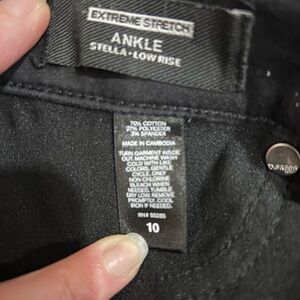 EXTREME STRETCH
ANKLE
STELLA • LOW RISE
70% COTTON
27% POLYESTER
3% SPANDEX
MADE IN CAMBODIA
TURN GARMENT INSIDE
OUT. MACHINE WASH
COLD WITH LIKE
COLORS. GENTLE
CYCLE. ONLY
NON-CHLORINE
BLEACH WHEN
NEEDED. TUMBLE
DRY LOW. REMOVE
PROMPTLY. COOL
IRON IF NEEDED.
RN# 55285
10